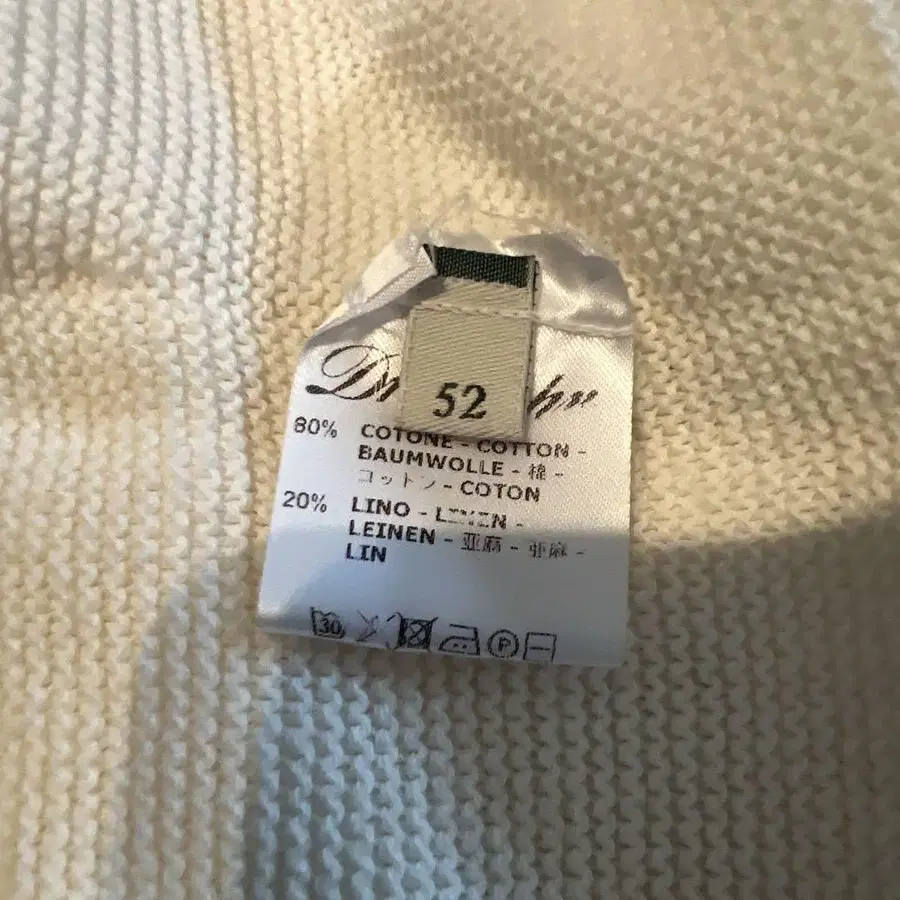 52
80% COTONE - COTTON -
BAUMWOLLE - 棉 -
コットン - COTON
20% LINO - LINEN -
LEINEN - 亚麻 - 亜麻 -
LIN
30
P